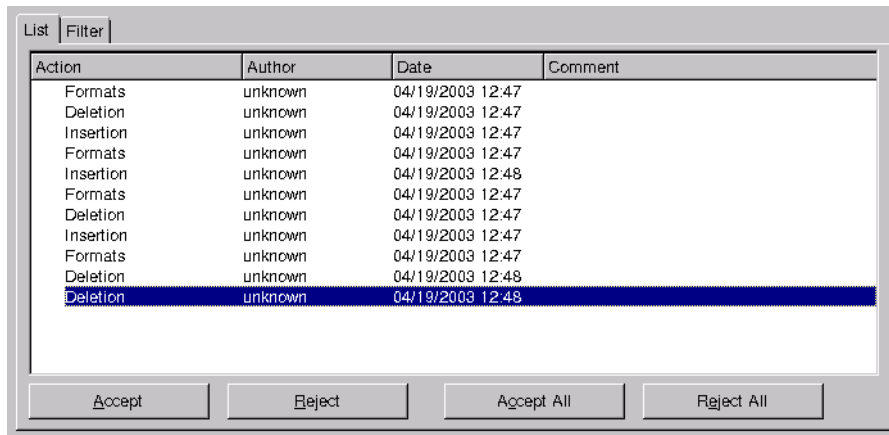 List Filter
Action Author Date Comment
Formats unknown 04/19/2003 12:47
Deletion unknown 04/19/2003 12:47
Insertion unknown 04/19/2003 12:47
Formats unknown 04/19/2003 12:47
Insertion unknown 04/19/2003 12:48
Formats unknown 04/19/2003 12:47
Deletion unknown 04/19/2003 12:47
Insertion unknown 04/19/2003 12:47
Formats unknown 04/19/2003 12:47
Deletion unknown 04/19/2003 12:48
Deletion unknown 04/19/2003 12:48
Accept Reject Accept All Reject All